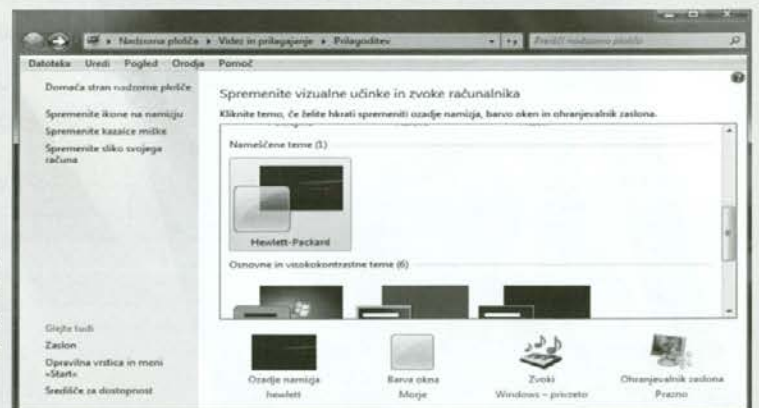 Nadzorna plošča ▸ Videz in prilagajanje ▸ Prilagoditev
Preišči nadzorno ploščo
Datoteka Uredi Pogled Orodja Pomoč
Domača stran nadzorne plošče
Spremenite ikone na namizju
Spremenite kazalce miške
Spremenite sliko svojega
računa
Glejte tudi
Zaslon
Opravilna vrstica in meni
»Start«
Središče za dostopnost
Spremenite vizualne učinke in zvoke računalnika
Kliknite temo, če želite hkrati spremeniti ozadje namizja, barvo oken in ohranjevalnik zaslona.
Nameščene teme (1)
Hewlett-Packard
Osnovne in visokokontrastne teme (6)
Ozadje namizja
hewlett
Barva okna
Morje
Zvoki
Windows – privzeto
Ohranjevalnik zaslona
Prazno